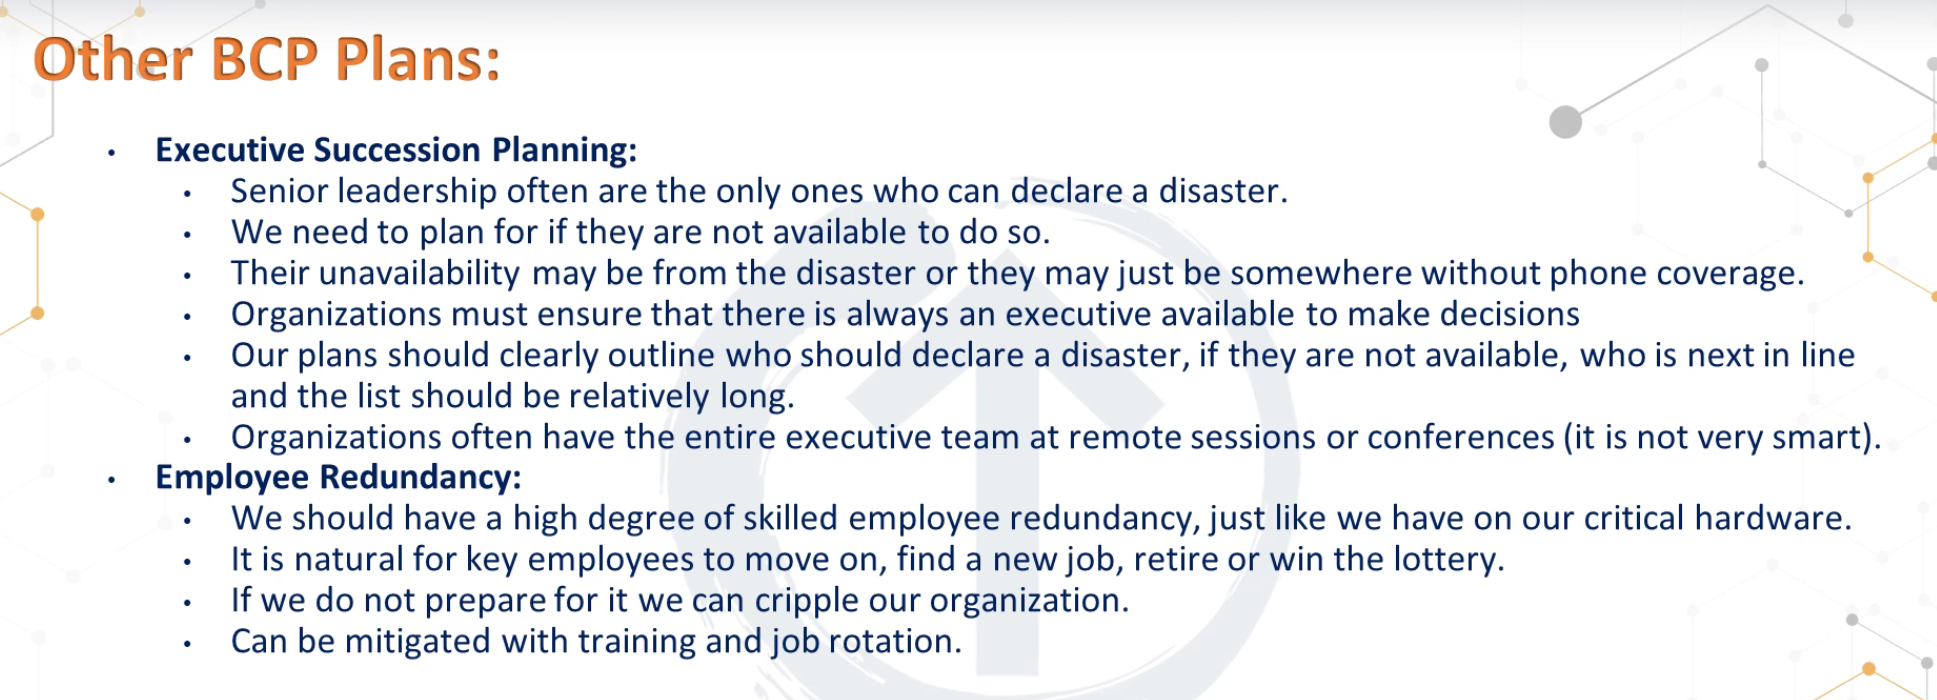 Other BCP Plans:
• Executive Succession Planning:
• Senior leadership often are the only ones who can declare a disaster.
• We need to plan for if they are not available to do so.
• Their unavailability may be from the disaster or they may just be somewhere without phone coverage.
• Organizations must ensure that there is always an executive available to make decisions
• Our plans should clearly outline who should declare a disaster, if they are not available, who is next in line
and the list should be relatively long.
• Organizations often have the entire executive team at remote sessions or conferences (it is not very smart).
• Employee Redundancy:
• We should have a high degree of skilled employee redundancy, just like we have on our critical hardware.
• It is natural for key employees to move on, find a new job, retire or win the lottery.
• If we do not prepare for it we can cripple our organization.
• Can be mitigated with training and job rotation.